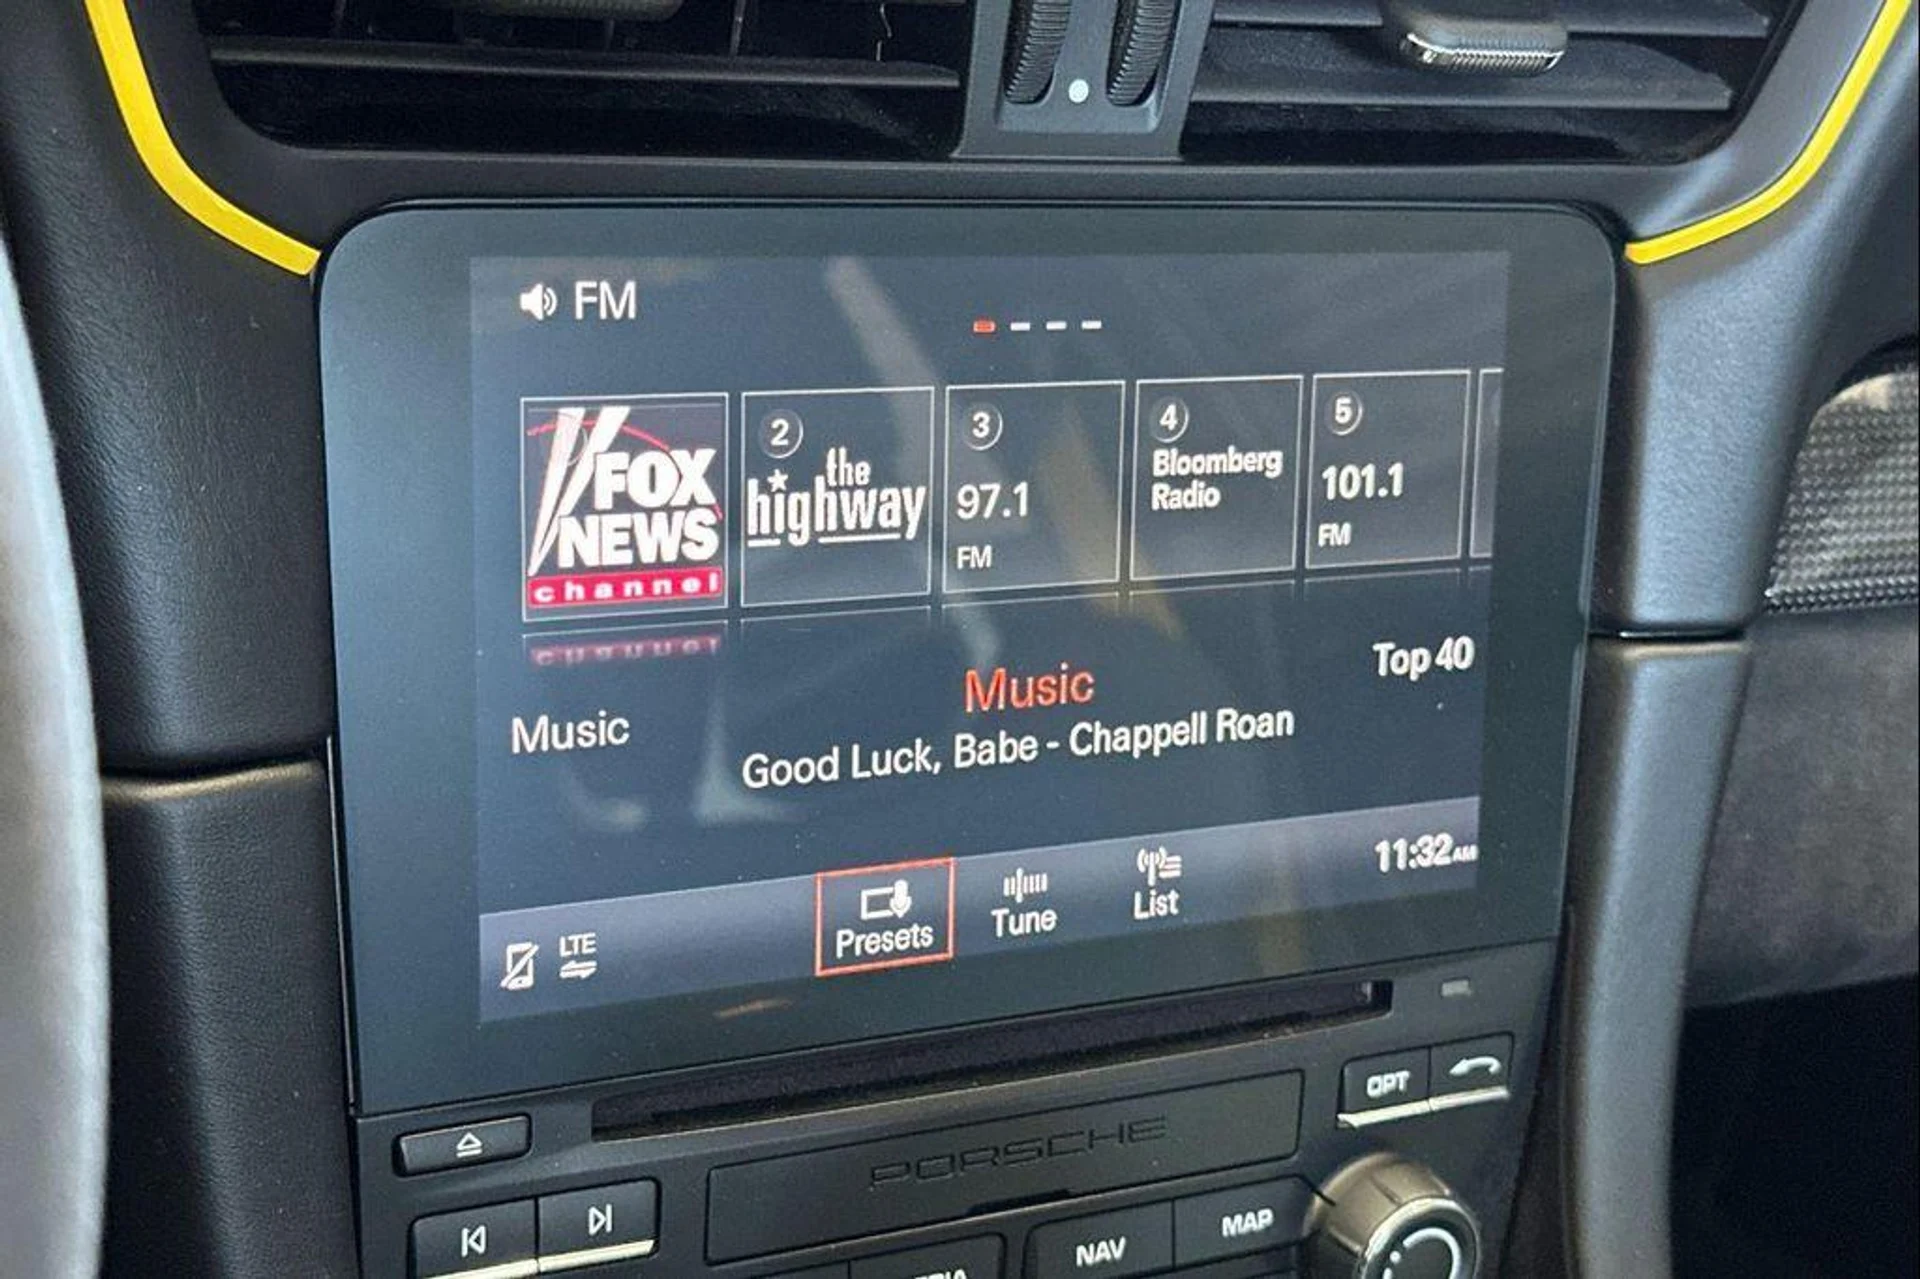 FM
FOX
NEWS
channel
2
the
highway
3
97.1
FM
4
Bloomberg
Radio
5
101.1
FM
Top 40
Music
Music
Good Luck, Babe - Chappell Roan
11:32AM
LTE
Presets
Tune
List
OPT
PORSCHE
NAV
MAP